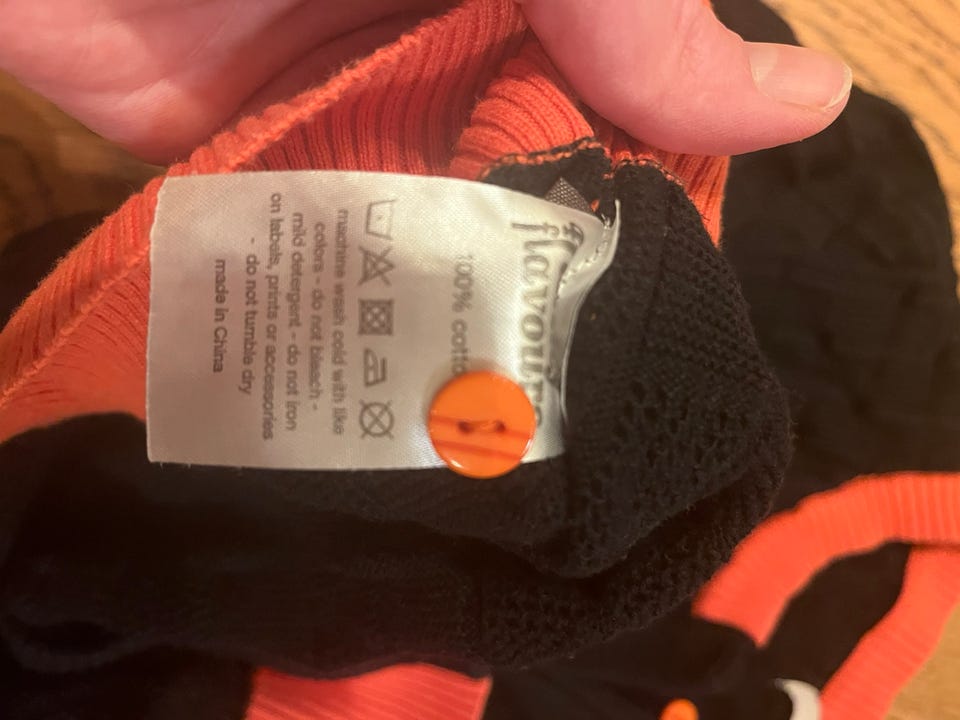 flavours
100%
machine wash cold with like
colors - do not bleach -
mild detergent - do not iron
on labels, prints or accessories
- do not tumble dry
made in China